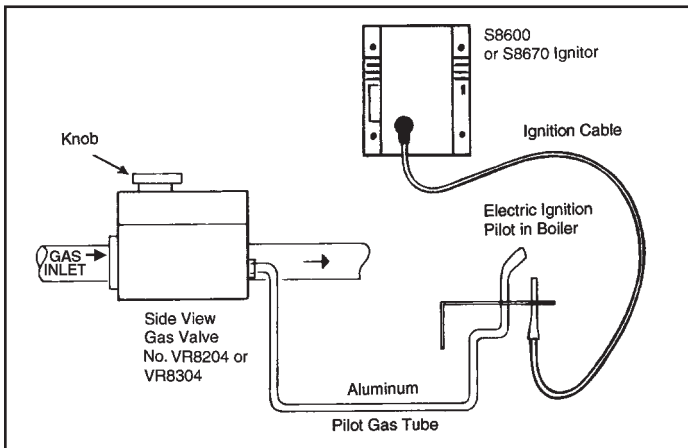 S8600
or S8670 Ignitor
Ignition Cable
Knob
Electric Ignition
Pilot in Boiler
GAS
INLET
Side View
Gas Valve
No. VR8204 or
VR8304
Aluminum
Pilot Gas Tube